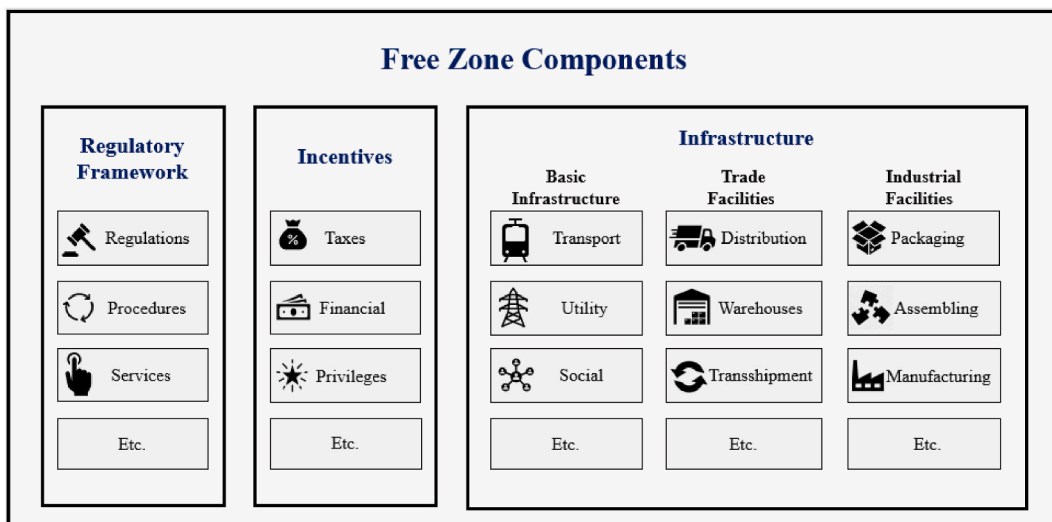 Free Zone Components
Regulatory
Framework
Regulations
Procedures
Services
Etc.
Incentives
%
Taxes
Financial
Privileges
Etc.
Infrastructure
Basic
Infrastructure
Transport
Utility
Social
Etc.
Trade
Facilities
Distribution
Warehouses
Transshipment
Etc.
Industrial
Facilities
Packaging
Assembling
Manufacturing
Etc.